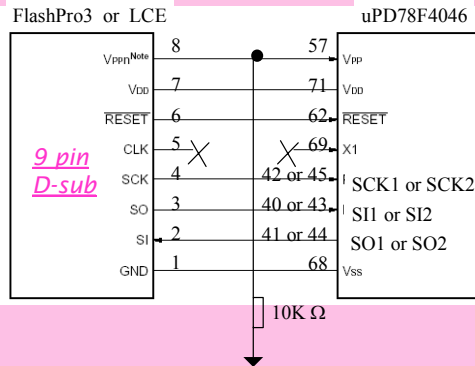 FlashPro3 or LCE uPD78F4046
VPPnNote 8 57 VPP
VDD 7 71 VDD
RESET 6 62 RESET
CLK 5 69 X1
9 pin
D-sub
SCK 4 42 or 45 SCK1 or SCK2
SO 3 40 or 43 SI1 or SI2
SI 2 41 or 44 SO1 or SO2
GND 1 68 VSS
10K Ω